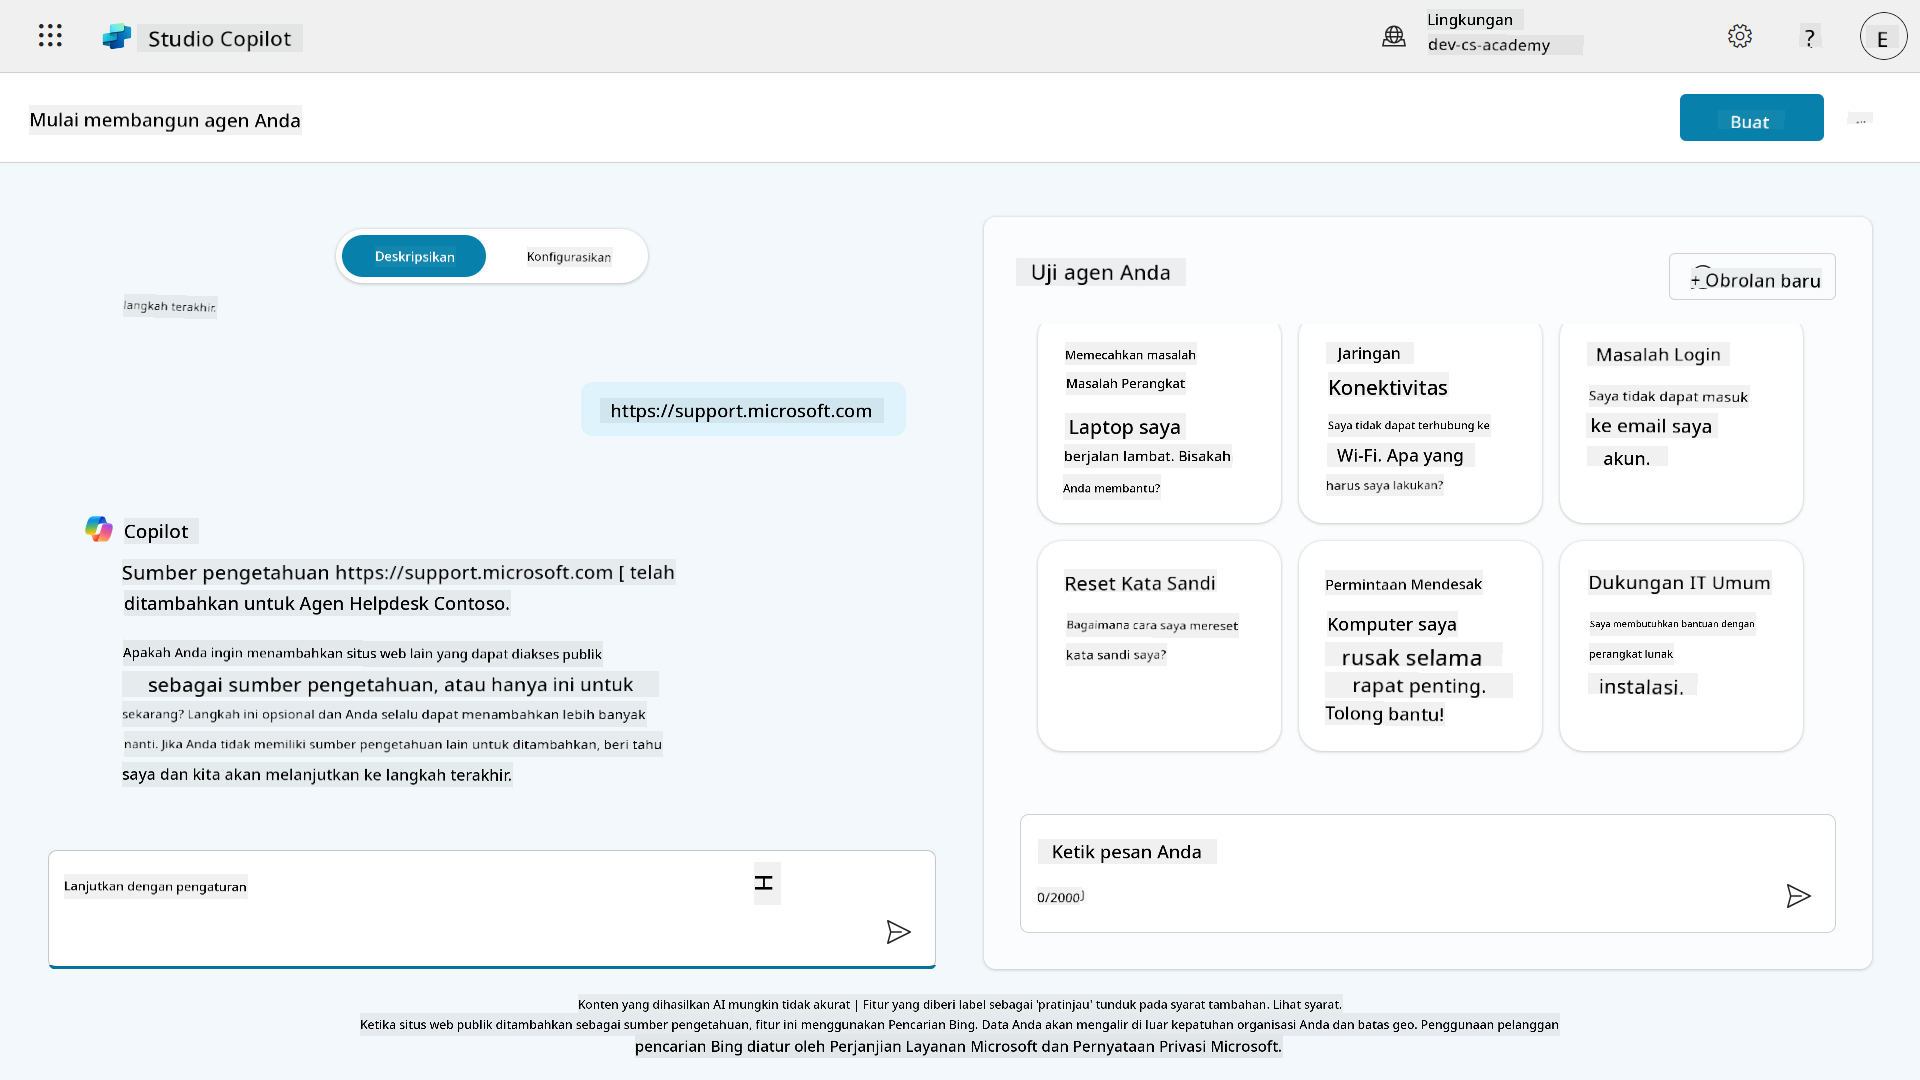 Studio Copilot
Lingkungan
dev-cs-academy
?
E
Mulai membangun agen Anda
Buat
...
Deskripsikan
Konfigurasikan
langkah terakhir.
https://support.microsoft.com
Copilot
Sumber pengetahuan https://support.microsoft.com [ telah
ditambahkan untuk Agen Helpdesk Contoso.
Apakah Anda ingin menambahkan situs web lain yang dapat diakses publik
sebagai sumber pengetahuan, atau hanya ini untuk
sekarang? Langkah ini opsional dan Anda selalu dapat menambahkan lebih banyak
nanti. Jika Anda tidak memiliki sumber pengetahuan lain untuk ditambahkan, beri tahu
saya dan kita akan melanjutkan ke langkah terakhir.
Lanjutkan dengan pengaturan
Uji agen Anda
+ Obrolan baru
Memecahkan masalah
Masalah Perangkat
Laptop saya
berjalan lambat. Bisakah
Anda membantu?
Jaringan
Konektivitas
Saya tidak dapat terhubung ke
Wi-Fi. Apa yang
harus saya lakukan?
Masalah Login
Saya tidak dapat masuk
ke email saya
akun.
Reset Kata Sandi
Bagaimana cara saya mereset
kata sandi saya?
Permintaan Mendesak
Komputer saya
rusak selama
rapat penting.
Tolong bantu!
Dukungan IT Umum
Saya membutuhkan bantuan dengan
perangkat lunak
instalasi.
Ketik pesan Anda
0/2000
Konten yang dihasilkan AI mungkin tidak akurat | Fitur yang diberi label sebagai 'pratinjau' tunduk pada syarat tambahan. Lihat syarat.
Ketika situs web publik ditambahkan sebagai sumber pengetahuan, fitur ini menggunakan Pencarian Bing. Data Anda akan mengalir di luar kepatuhan organisasi Anda dan batas geo. Penggunaan pelanggan
pencarian Bing diatur oleh Perjanjian Layanan Microsoft dan Pernyataan Privasi Microsoft.